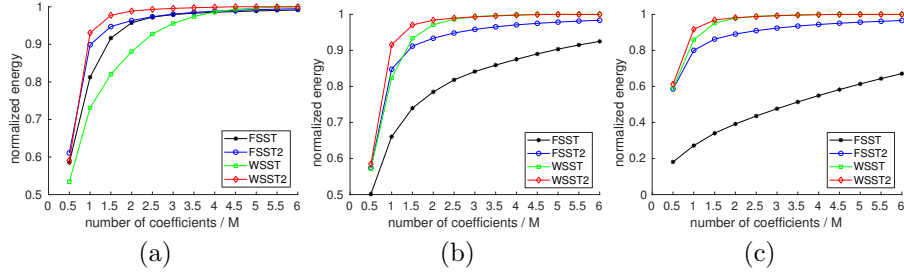 1
0.9
0.8
0.7
0.6
0.5
normalized energy
FSST
FSST2
WSST
WSST2
0 0.5 1 1.5 2 2.5 3 3.5 4 4.5 5 5.5 6
number of coefficients / M
(a)
1
0.9
0.8
0.7
0.6
0.5
normalized energy
FSST
FSST2
WSST
WSST2
0 0.5 1 1.5 2 2.5 3 3.5 4 4.5 5 5.5 6
number of coefficients / M
(b)
1
0.8
0.6
0.4
0.2
0
normalized energy
FSST
FSST2
WSST
WSST2
0 0.5 1 1.5 2 2.5 3 3.5 4 4.5 5 5.5 6
number of coefficients / M
(c)